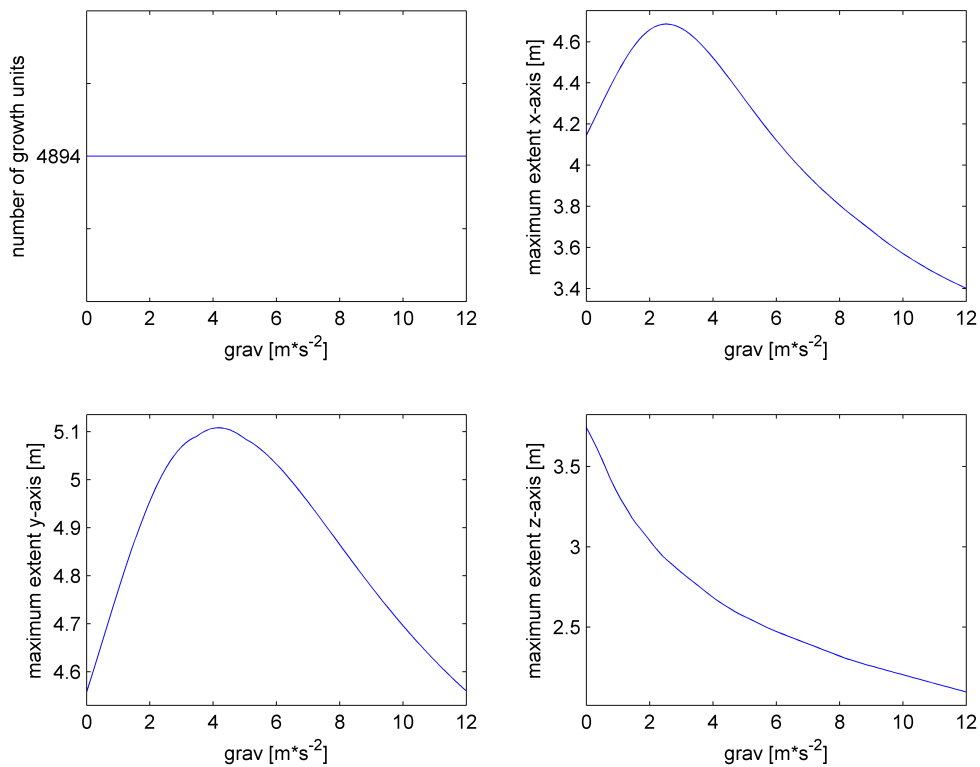 number of growth units
4894
0 2 4 6 8 10 12
grav [m*s-2]
maximum extent x-axis [m]
4.6
4.4
4.2
4
3.8
3.6
3.4
0 2 4 6 8 10 12
grav [m*s-2]
maximum extent y-axis [m]
5.1
5
4.9
4.8
4.7
4.6
0 2 4 6 8 10 12
grav [m*s-2]
maximum extent z-axis [m]
3.5
3
2.5
0 2 4 6 8 10 12
grav [m*s-2]